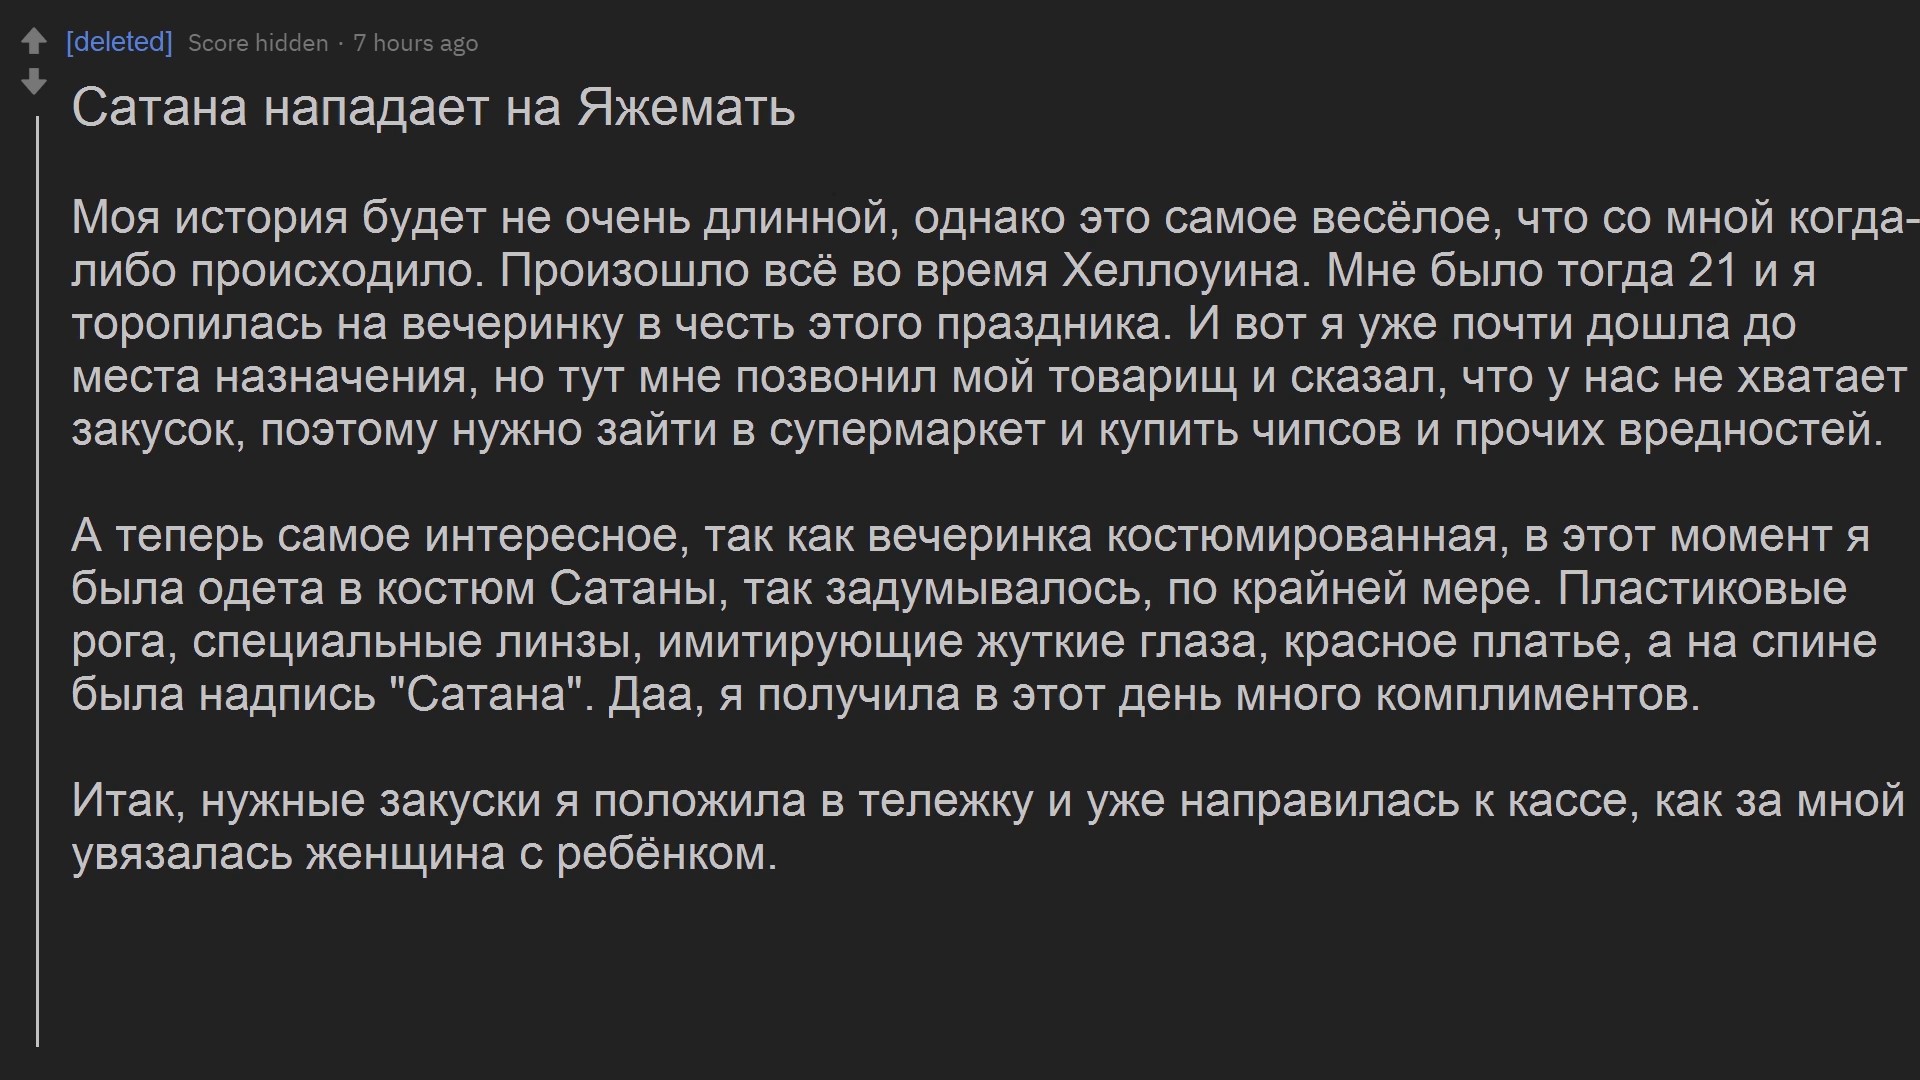 [deleted] Score hidden · 7 hours ago
Сатана нападает на Яжемать
Моя история будет не очень длинной, однако это самое весёлое, что со мной когда-
либо происходило. Произошло всё во время Хеллоуина. Мне было тогда 21 и я
торопилась на вечеринку в честь этого праздника. И вот я уже почти дошла до
места назначения, но тут мне позвонил мой товарищ и сказал, что у нас не хватает
закусок, поэтому нужно зайти в супермаркет и купить чипсов и прочих вредностей.
А теперь самое интересное, так как вечеринка костюмированная, в этот момент я
была одета в костюм Сатаны, так задумывалось, по крайней мере. Пластиковые
рога, специальные линзы, имитирующие жуткие глаза, красное платье, а на спине
была надпись "Сатана". Даа, я получила в этот день много комплиментов.
Итак, нужные закуски я положила в тележку и уже направилась к кассе, как за мной
увязалась женщина с ребёнком.